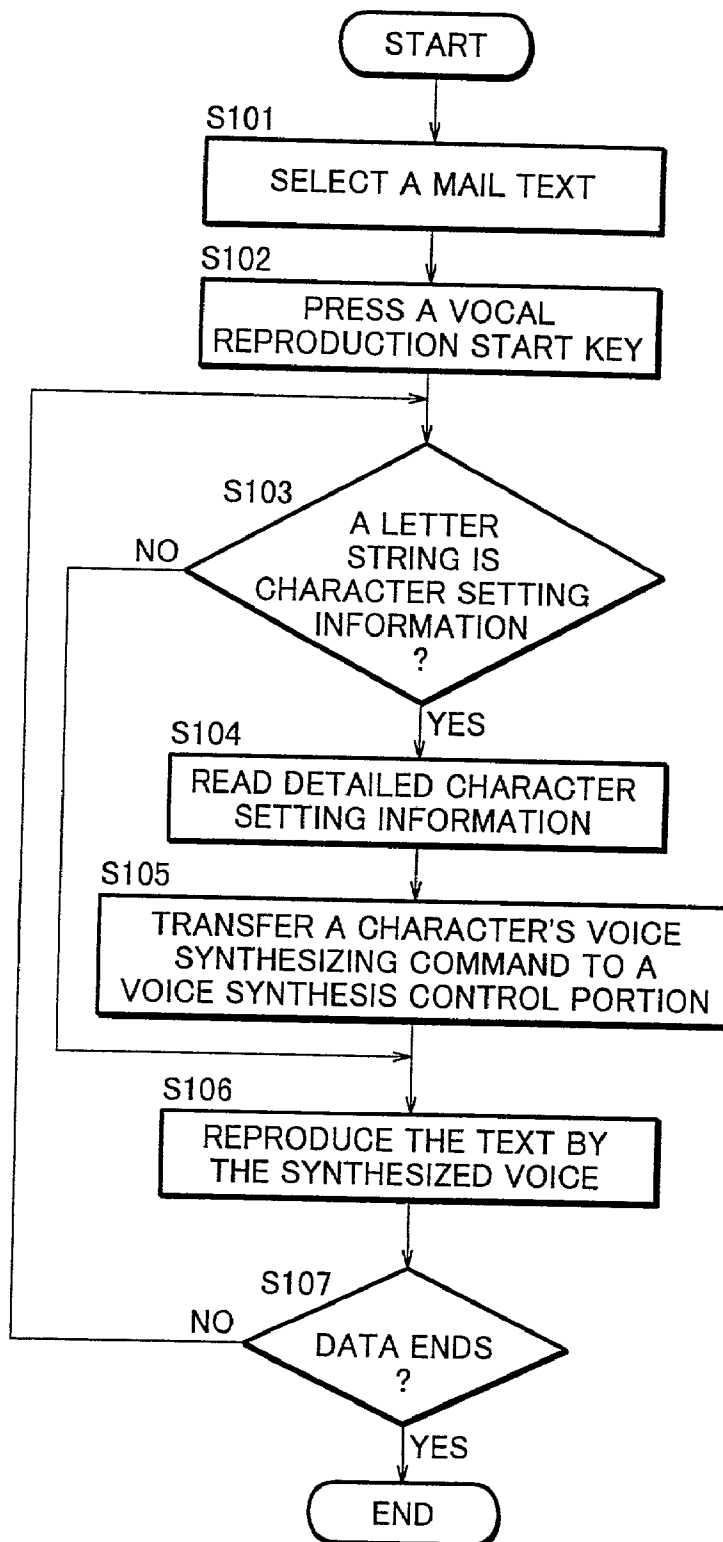 START
S101
SELECT A MAIL TEXT
S102
PRESS A VOCAL
REPRODUCTION START KEY
S103
A LETTER
STRING IS
CHARACTER SETTING
INFORMATION
?
NO
YES
S104
READ DETAILED CHARACTER
SETTING INFORMATION
S105
TRANSFER A CHARACTER'S VOICE
SYNTHESIZING COMMAND TO A
VOICE SYNTHESIS CONTROL PORTION
S106
REPRODUCE THE TEXT BY
THE SYNTHESIZED VOICE
S107
NO
DATA ENDS
?
YES
END